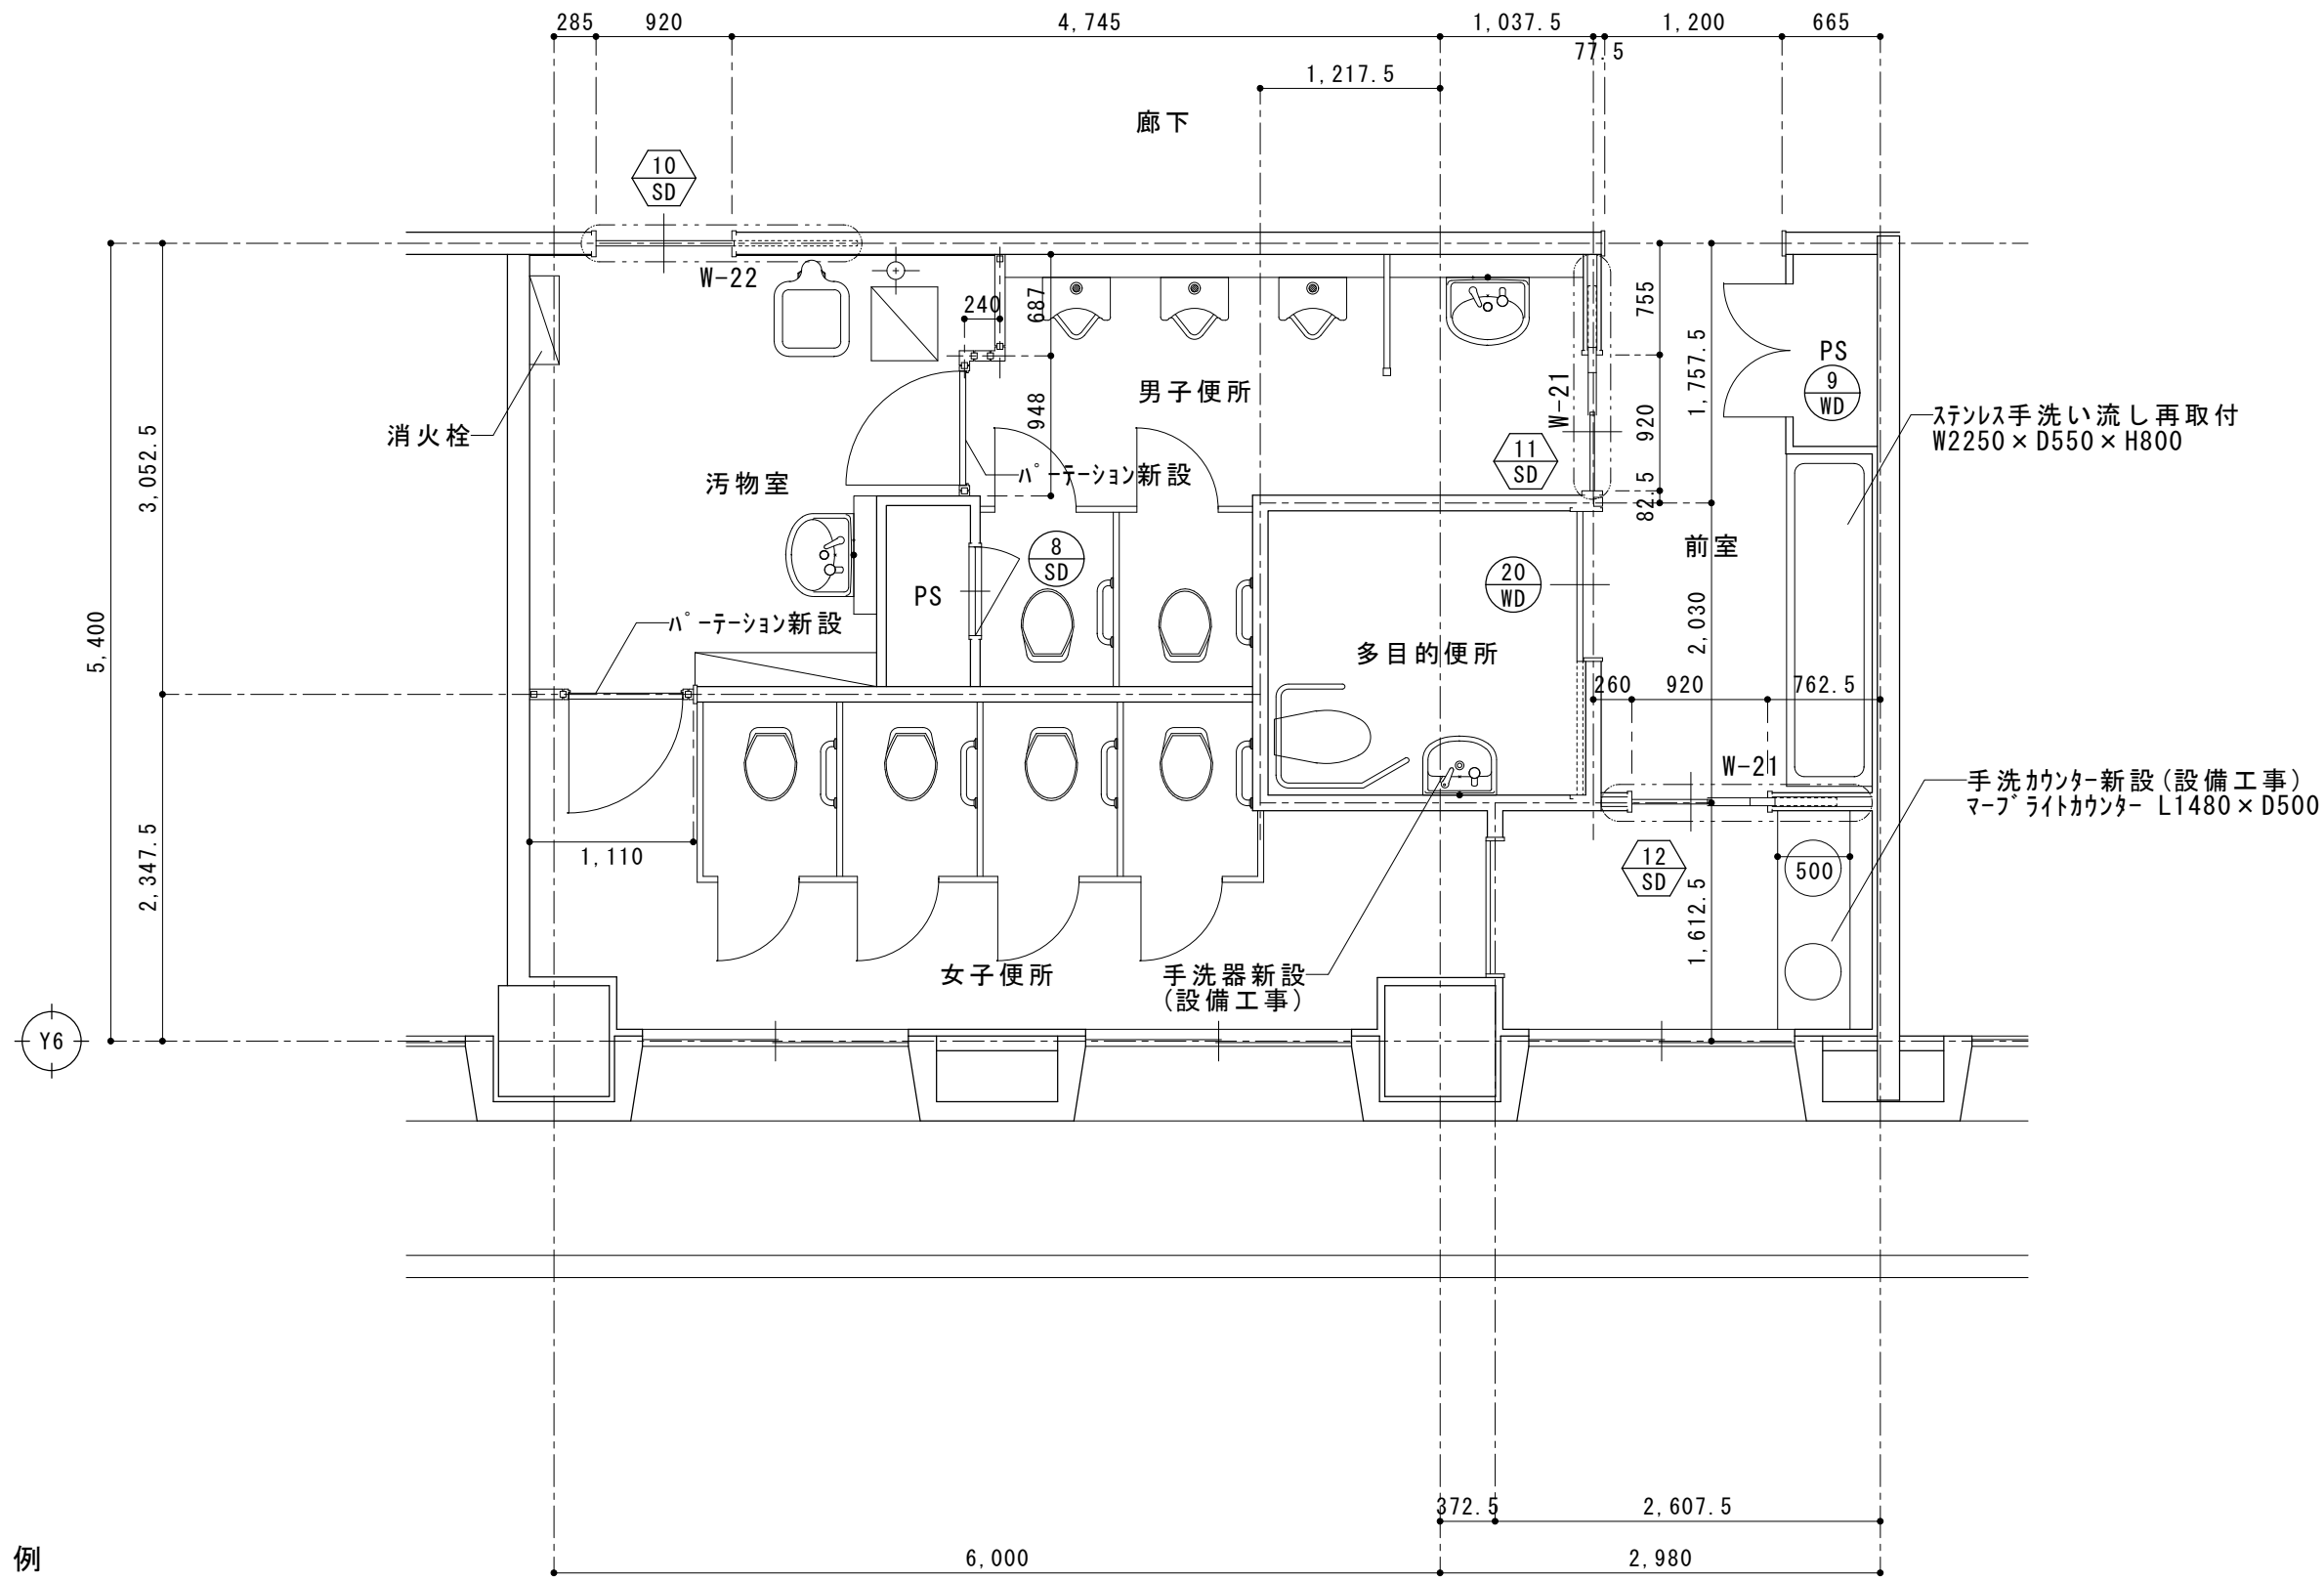 285
920
4,745
1,037.5
1,200
665
77.5
1,217.5
廊下
10
SD
W-22
240
687
755
1,757.5
PS
9
WD
男子便所
948
W-21
920
ｽﾃﾝﾚｽ手洗い流し再取付
W2250×D550×H800
消火栓
3,052.5
汚物室
ﾊﾟｰﾃｰｼｮﾝ新設
11
SD
82.5
8
SD
前室
20
WD
PS
5,400
ﾊﾟｰﾃｰｼｮﾝ新設
多目的便所
2,030
260
920
762.5
W-21
手洗ｶｳﾝﾀｰ新設(設備工事)
ﾏｰﾌﾞﾗｲﾄｶｳﾝﾀｰ L1480×D500
1,110
2,347.5
12
SD
500
1,612.5
女子便所
手洗器新設
(設備工事)
Y6
372.5
2,607.5
例
6,000
2,980